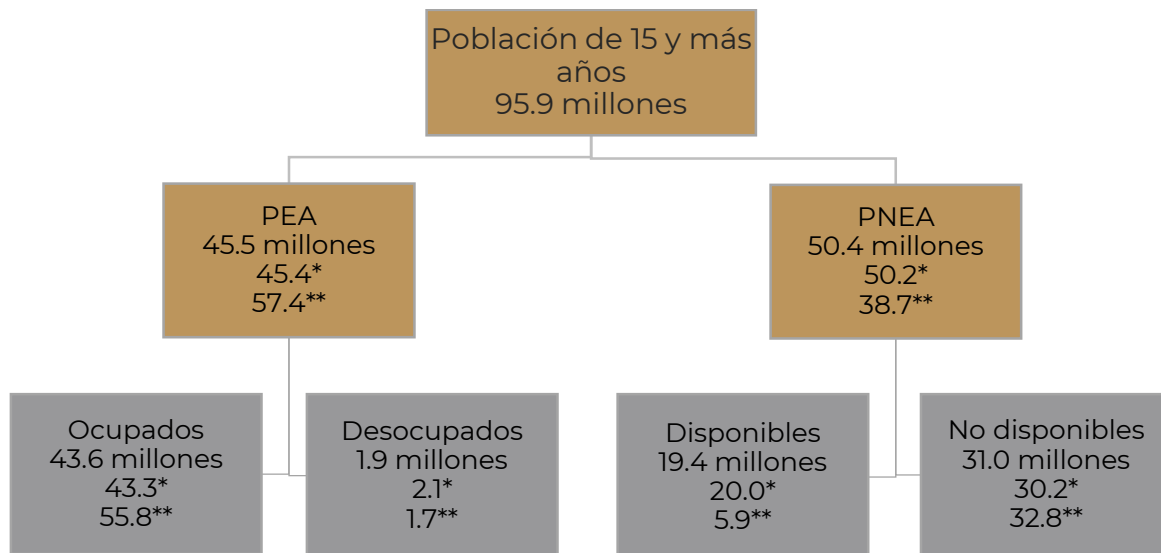 Población de 15 y más
años
95.9 millones
PEA
45.5 millones
45.4*
57.4**
PNEA
50.4 millones
50.2*
38.7**
Ocupados
43.6 millones
43.3*
55.8**
Desocupados
1.9 millones
2.1*
1.7**
Disponibles
19.4 millones
20.0*
5.9**
No disponibles
31.0 millones
30.2*
32.8**